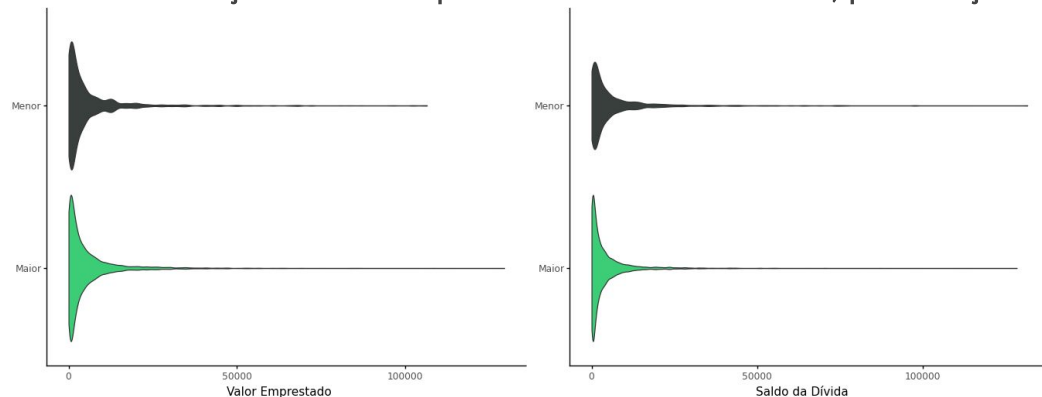 Menor
Maior
0 50000 100000
Valor Emprestado
Menor
Maior
0 50000 100000
Saldo da Dívida